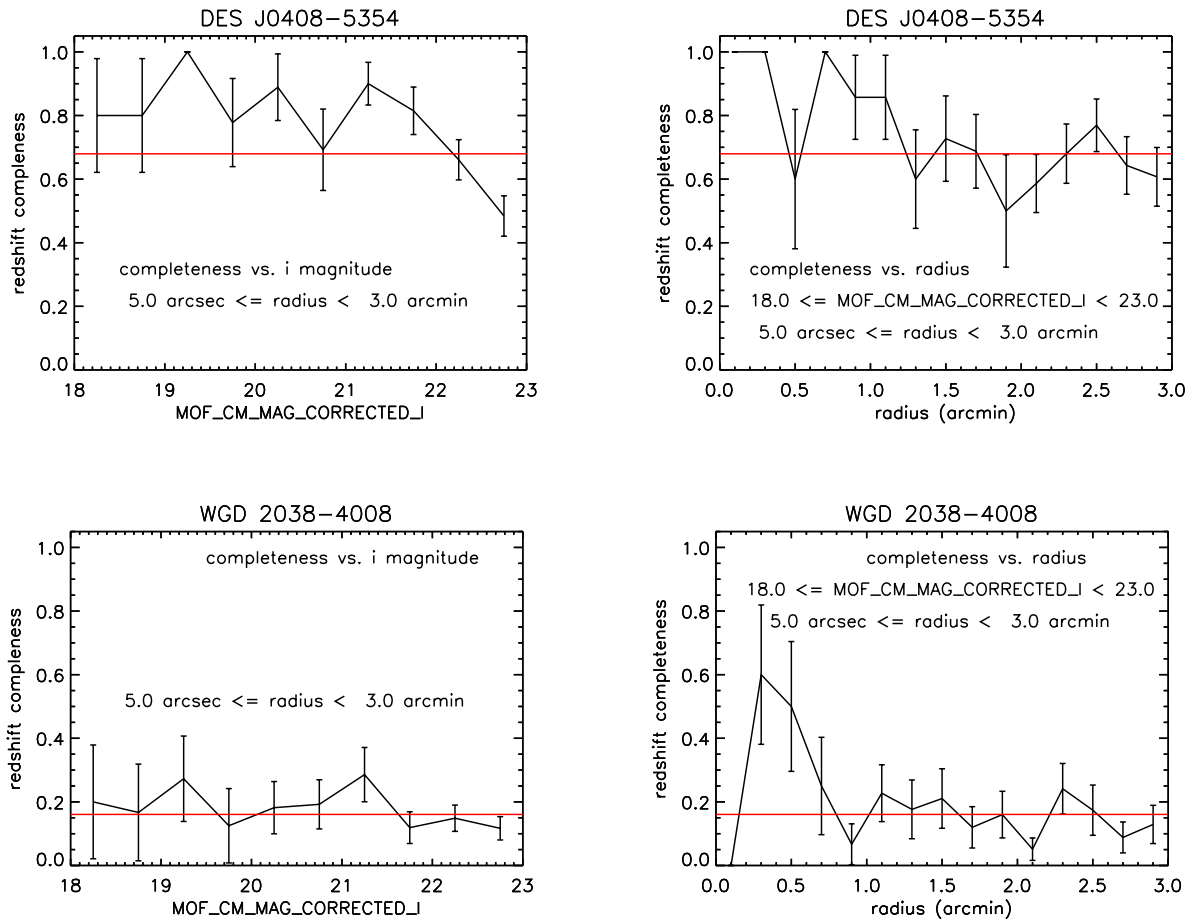 DES J0408−5354
redshift compleness
1.0
0.8
0.6
0.4
0.2
0.0
completeness vs. i magnitude
5.0 arcsec <= radius < 3.0 arcmin
18 19 20 21 22 23
MOF_CM_MAG_CORRECTED_I
DES J0408−5354
redshift completeness
1.0
0.8
0.6
0.4
0.2
0.0
completeness vs. radius
18.0 <= MOF_CM_MAG_CORRECTED_I < 23.0
5.0 arcsec <= radius < 3.0 arcmin
0.0 0.5 1.0 1.5 2.0 2.5 3.0
radius (arcmin)
WGD 2038−4008
redshift compleness
1.0
0.8
0.6
0.4
0.2
0.0
completeness vs. i magnitude
5.0 arcsec <= radius < 3.0 arcmin
18 19 20 21 22 23
MOF_CM_MAG_CORRECTED_I
WGD 2038−4008
redshift completeness
1.0
0.8
0.6
0.4
0.2
0.0
completeness vs. radius
18.0 <= MOF_CM_MAG_CORRECTED_I < 23.0
5.0 arcsec <= radius < 3.0 arcmin
0.0 0.5 1.0 1.5 2.0 2.5 3.0
radius (arcmin)